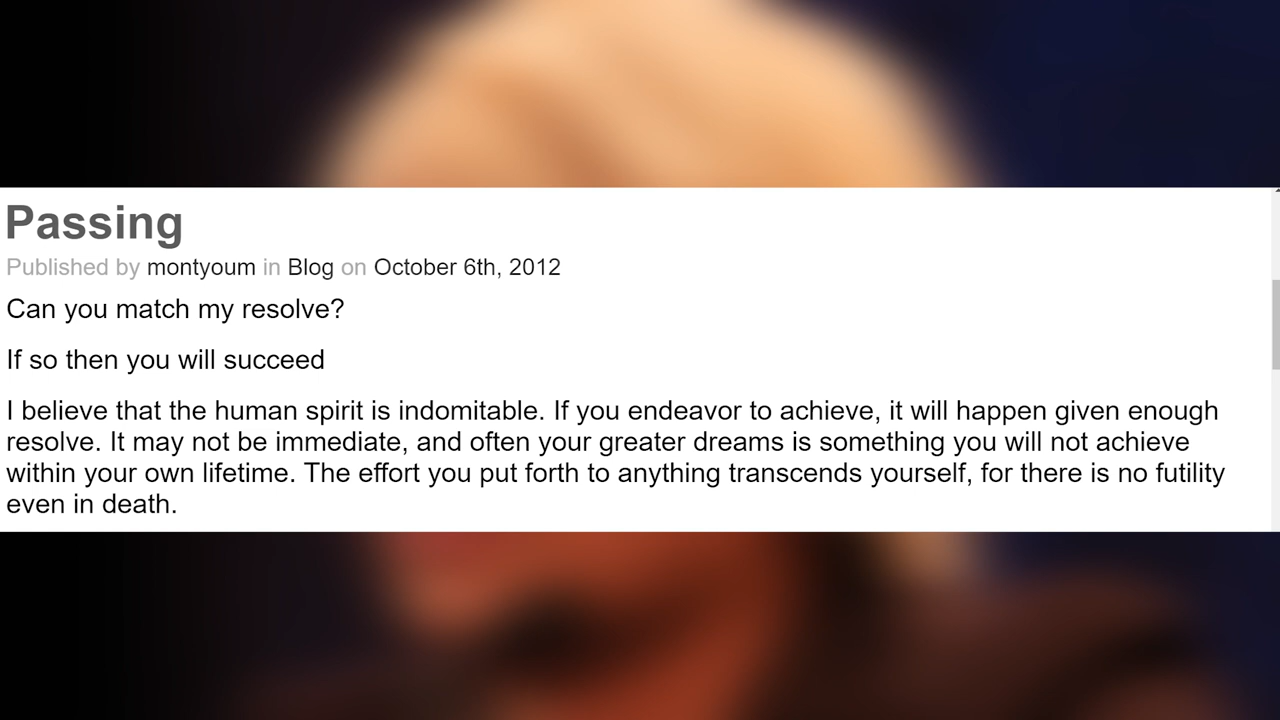 Passing
Published by montyoum in Blog on October 6th, 2012
Can you match my resolve?
If so then you will succeed
I believe that the human spirit is indomitable. If you endeavor to achieve, it will happen given enough
resolve. It may not be immediate, and often your greater dreams is something you will not achieve
within your own lifetime. The effort you put forth to anything transcends yourself, for there is no futility
even in death.